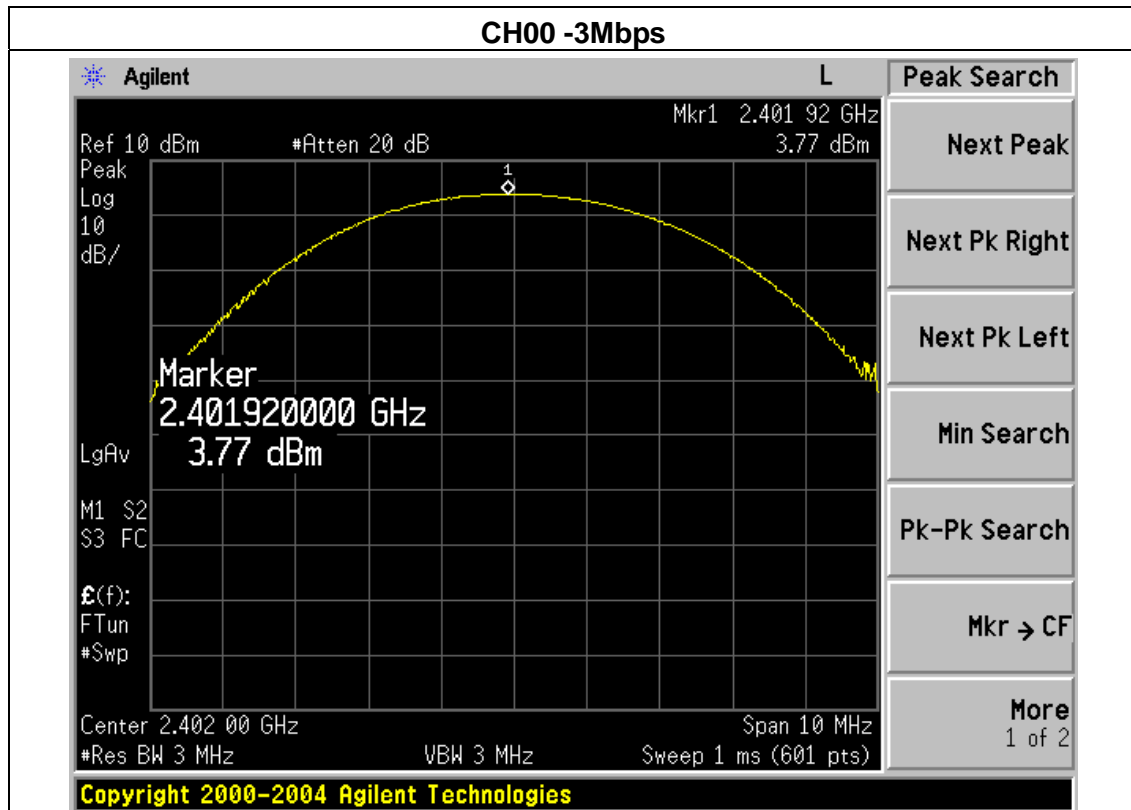 CH00 -3Mbps
Agilent L Peak Search
Mkr1 2.401 92 GHz
Ref 10 dBm #Atten 20 dB 3.77 dBm
Peak
Log
10
dB/
1
Marker
2.401920000 GHz
3.77 dBm
LgAv
M1 S2
S3 FC
£(f):
FTun
#Swp
Center 2.402 00 GHz Span 10 MHz
#Res BW 3 MHz VBW 3 MHz Sweep 1 ms (601 pts)
Copyright 2000-2004 Agilent Technologies
Next Peak
Next Pk Right
Next Pk Left
Min Search
Pk-Pk Search
Mkr → CF
More
1 of 2